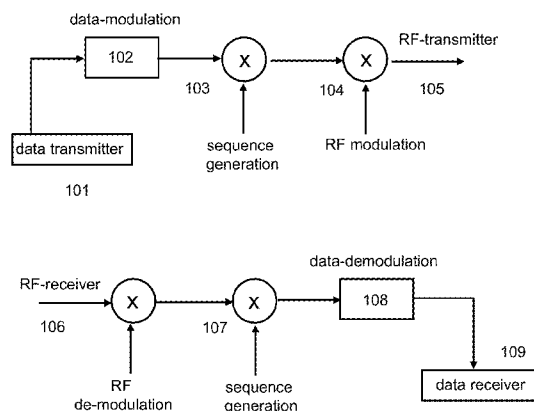 data-modulation
102
X
X
RF-transmitter
103
104
105
data transmitter
sequence
generation
RF modulation
101
RF-receiver
data-demodulation
X
X
108
106
107
109
RF
de-modulation
sequence
generation
data receiver